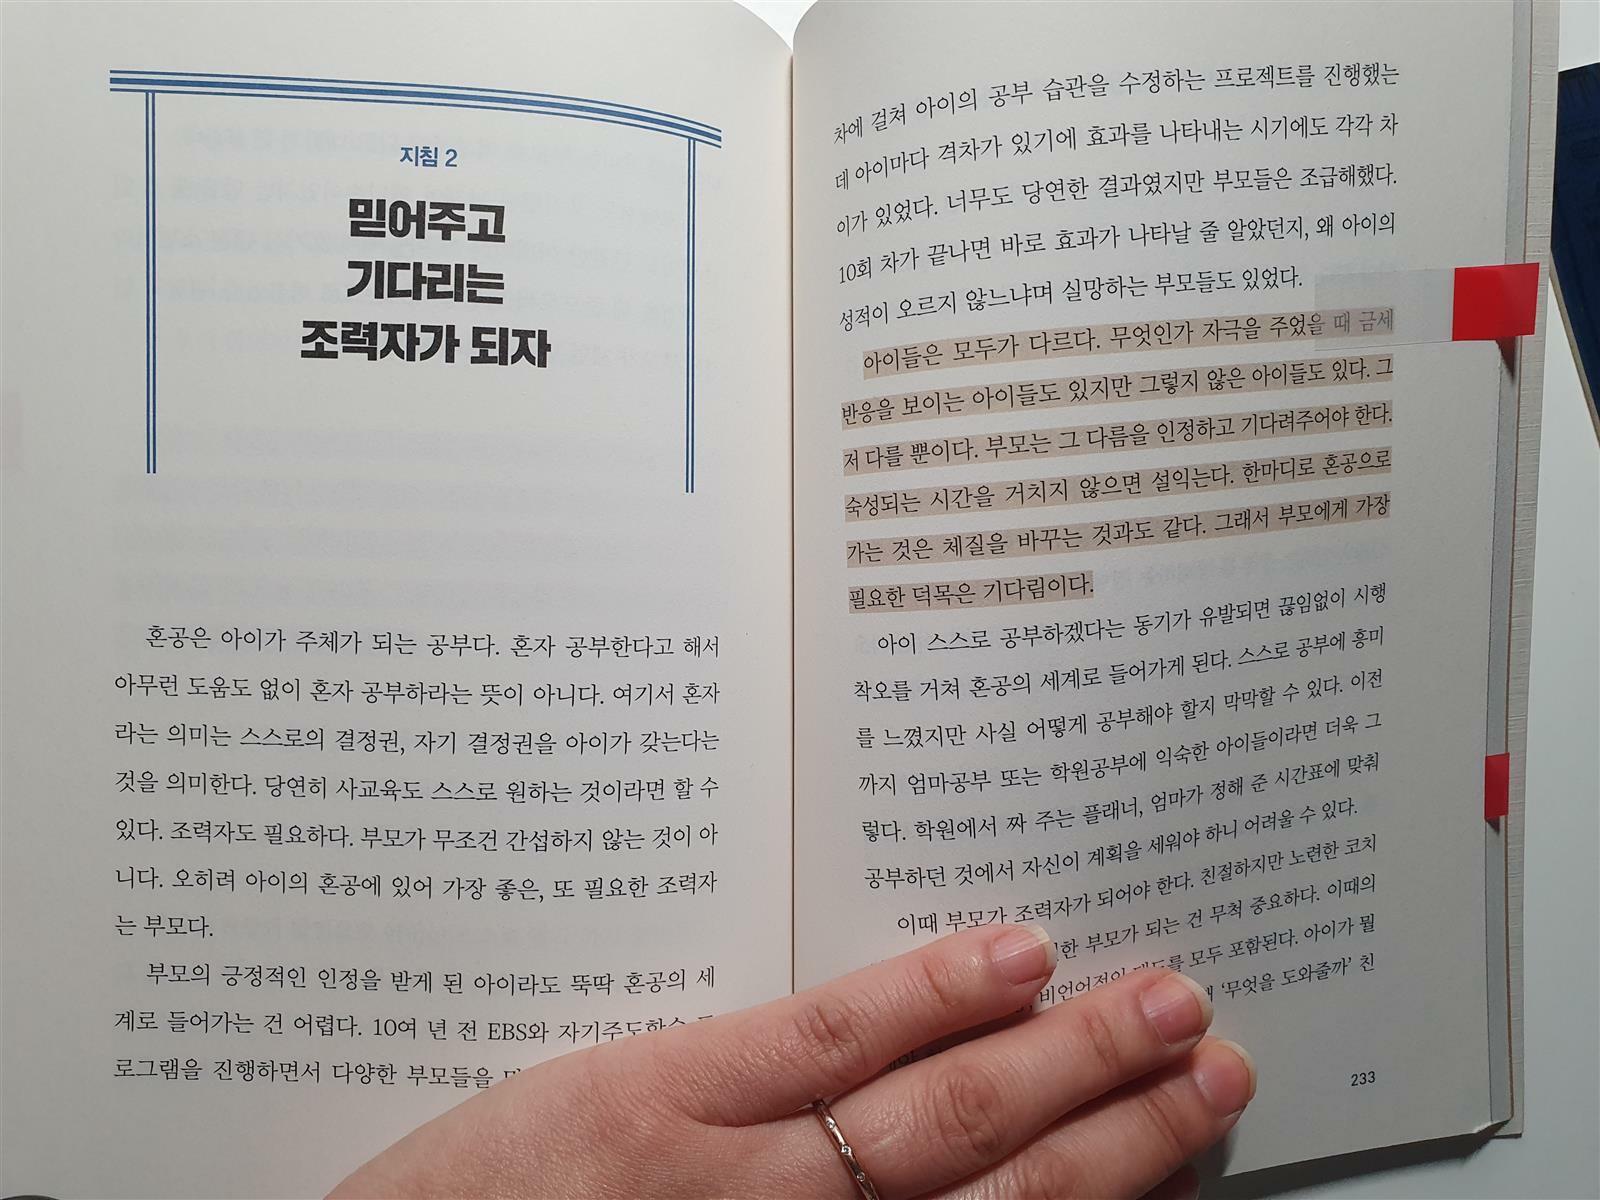 지침 2
믿어주고
기다리는
조력자가 되자
혼공은 아이가 주체가 되는 공부다. 혼자 공부한다고 해서
아무런 도움도 없이 혼자 공부하라는 뜻이 아니다. 여기서 혼자
라는 의미는 스스로의 결정권, 자기 결정권을 아이가 갖는다는
것을 의미한다. 당연히 사교육도 스스로 원하는 것이라면 할 수
있다. 조력자도 필요하다. 부모가 무조건 간섭하지 않는 것이 아
니다. 오히려 아이의 혼공에 있어 가장 좋은, 또 필요한 조력자
는 부모다.
부모의 긍정적인 인정을 받게 된 아이라도 뚝딱 혼공의 세
계로 들어가는 건 어렵다. 10여 년 전 EBS와 자기주도학습
로그램을 진행하면서 다양한 부모들을
차에 걸쳐 아이의 공부 습관을 수정하는 프로젝트를 진행했는
데 아이마다 격차가 있기에 효과를 나타내는 시기에도 각각 차
이가 있었다. 너무도 당연한 결과였지만 부모들은 조급해했다.
10회 차가 끝나면 바로 효과가 나타날 줄 알았던지, 왜 아이의
성적이 오르지 않느냐며 실망하는 부모들도 있었다.
아이들은 모두가 다르다. 무엇인가 자극을 주었을 때 금세
반응을 보이는 아이들도 있지만 그렇지 않은 아이들도 있다. 그
저 다를 뿐이다. 부모는 그 다름을 인정하고 기다려주어야 한다.
숙성되는 시간을 거치지 않으면 설익는다. 한마디로 혼공으로
가는 것은 체질을 바꾸는 것과도 같다. 그래서 부모에게 가장
필요한 덕목은 기다림이다.
아이 스스로 공부하겠다는 동기가 유발되면 끊임없이 시행
착오를 거쳐 혼공의 세계로 들어가게 된다. 스스로 공부에 흥미
를 느꼈지만 사실 어떻게 공부해야 할지 막막할 수 있다. 이전
까지 엄마공부 또는 학원공부에 익숙한 아이들이라면 더욱 그
렇다. 학원에서 짜 주는 플래너, 엄마가 정해 준 시간표에 맞춰
공부하던 것에서 자신이 계획을 세워야 하니 어려울 수 있다.
이때 부모가 조력자가 되어야 한다. 친절하지만 노련한 코치
부모가 되는 건 무척 중요하다. 이때의
비언어적인 태도를 모두 포함된다. 아이가 뭘
'무엇을 도와줄까' 친
233